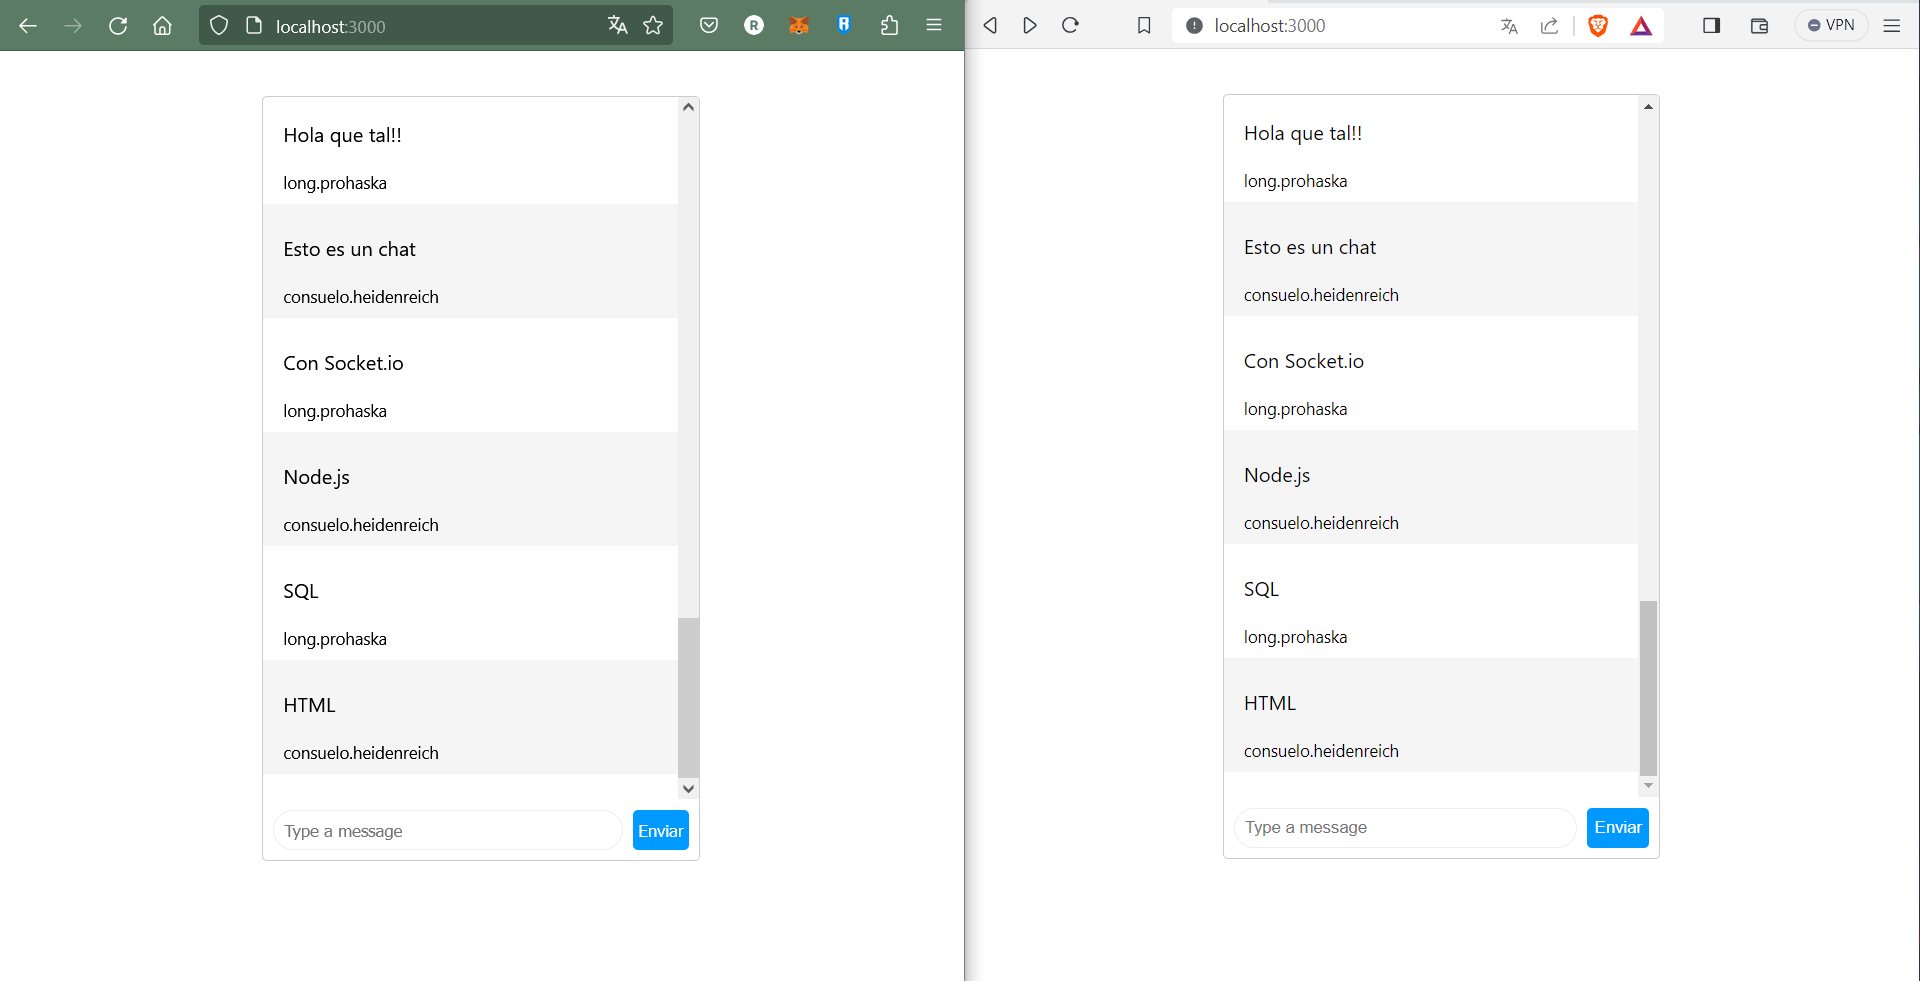 localhost:3000
R
Hola que tal!!
long.prohaska
Esto es un chat
consuelo.heidenreich
Con Socket.io
long.prohaska
Node.js
consuelo.heidenreich
SQL
long.prohaska
HTML
consuelo.heidenreich
Type a message
Enviar
localhost:3000
VPN
Hola que tal!!
long.prohaska
Esto es un chat
consuelo.heidenreich
Con Socket.io
long.prohaska
Node.js
consuelo.heidenreich
SQL
long.prohaska
HTML
consuelo.heidenreich
Type a message
Enviar